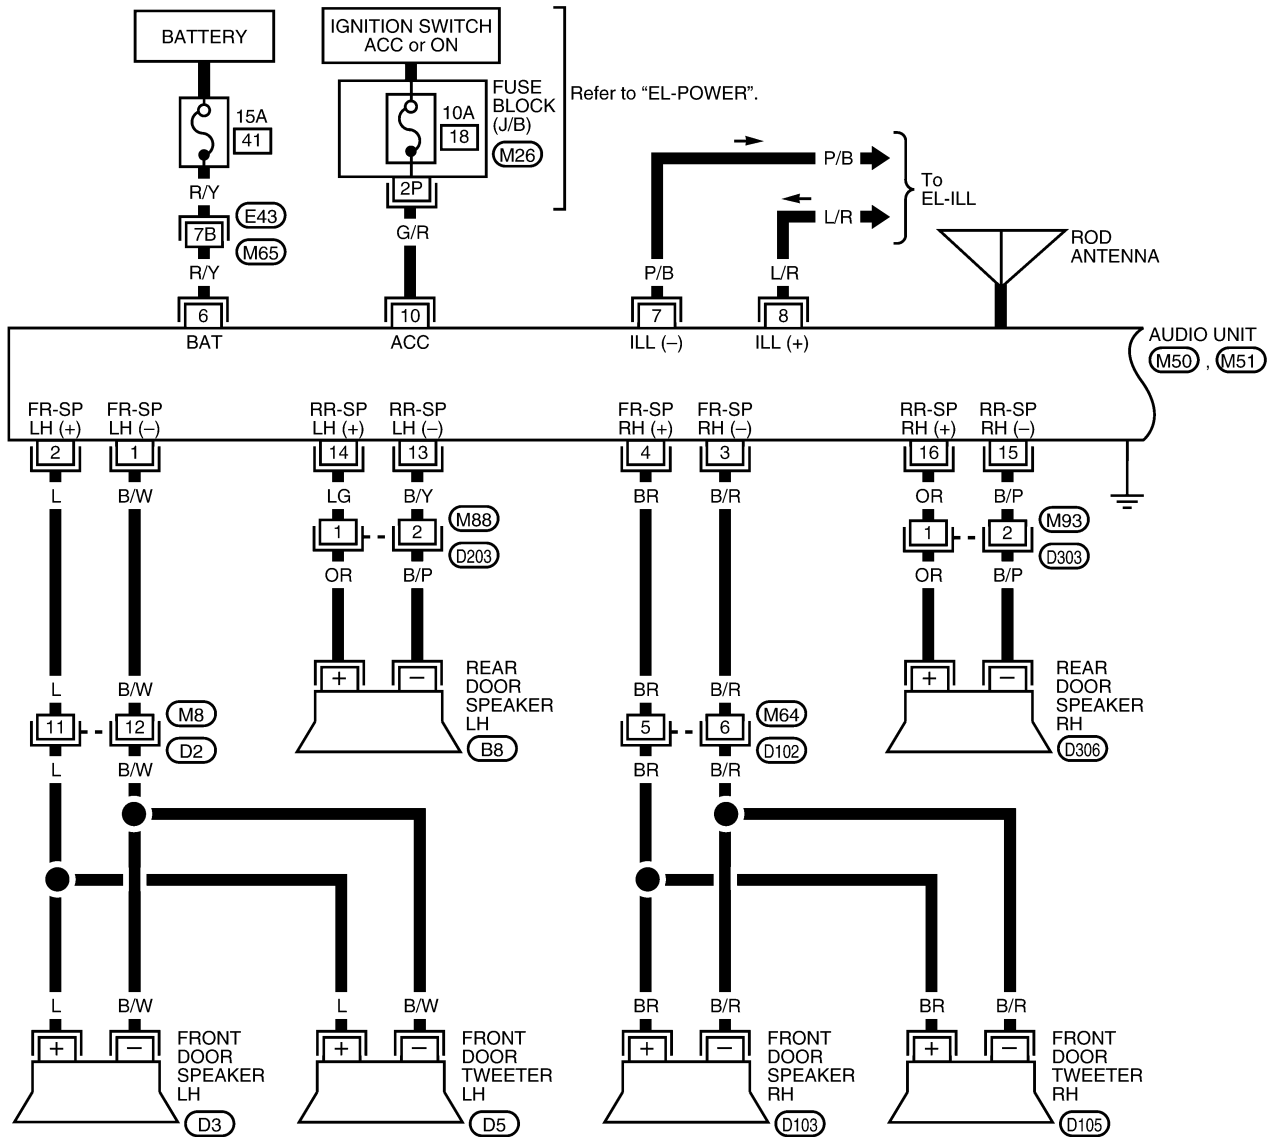 BATTERY
IGNITION SWITCH
ACC or ON
15A
41
10A
18
FUSE
BLOCK
(J/B)
M26
Refer to “EL-POWER”.
R/Y
2P
E43
7B
M65
G/R
R/Y
P/B
L/R
To
EL-ILL
P/B
L/R
ROD
ANTENNA
6
10
7
8
BAT
ACC
ILL (–)
ILL (+)
AUDIO UNIT
M50 , M51
FR-SP
LH (+)
FR-SP
LH (–)
RR-SP
LH (+)
RR-SP
LH (–)
FR-SP
RH (+)
FR-SP
RH (–)
RR-SP
RH (+)
RR-SP
RH (–)
2
1
14
13
4
3
16
15
L
B/W
LG
B/Y
BR
B/R
OR
B/P
1
2
M88
D203
1
2
M93
D303
OR
B/P
OR
B/P
+
–
REAR
DOOR
SPEAKER
LH
B8
+
–
REAR
DOOR
SPEAKER
RH
D306
L
B/W
BR
B/R
11
12
M8
D2
5
6
M64
D102
L
B/W
BR
B/R
L
B/W
L
B/W
BR
B/R
BR
B/R
+
–
FRONT
DOOR
SPEAKER
LH
D3
+
–
FRONT
DOOR
TWEETER
LH
D5
+
–
FRONT
DOOR
SPEAKER
RH
D103
+
–
FRONT
DOOR
TWEETER
RH
D105